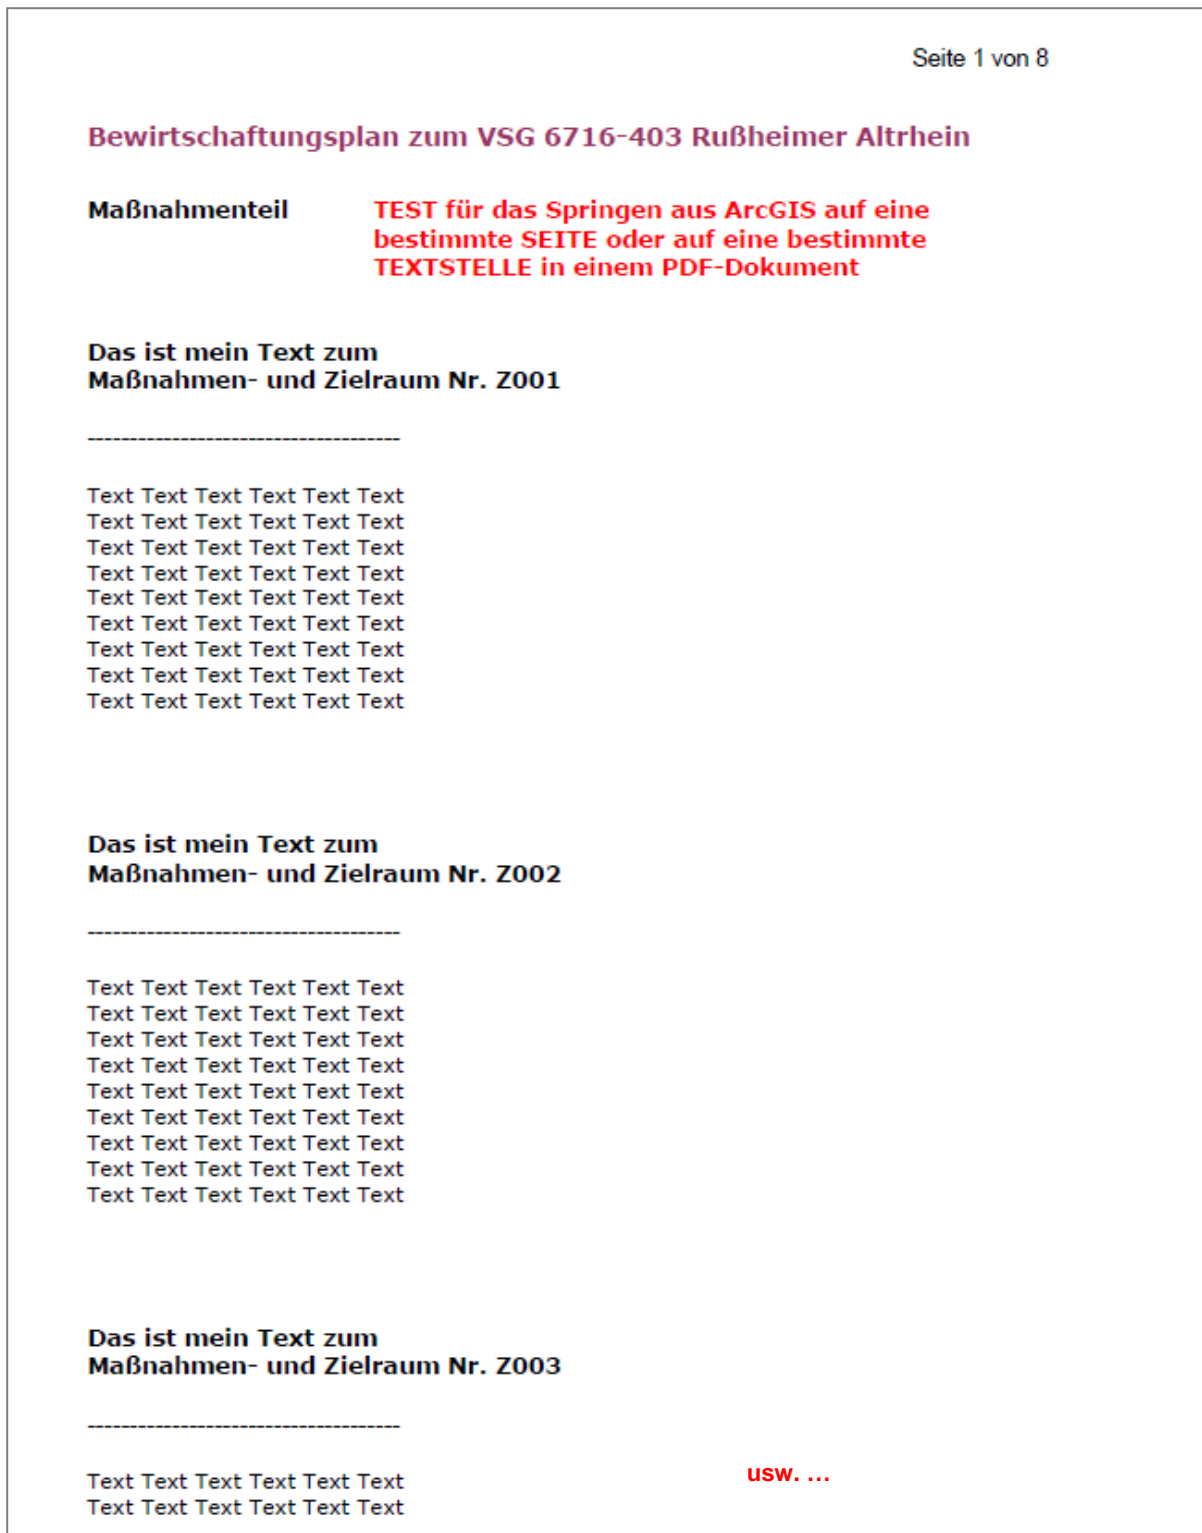 Seite 1 von 8
Bewirtschaftungsplan zum VSG 6716-403 Rußheimer Altrhein
Maßnahmenteil TEST für das Springen aus ArcGIS auf eine
bestimmte SEITE oder auf eine bestimmte
TEXTSTELLE in einem PDF-Dokument
Das ist mein Text zum
Maßnahmen- und Zielraum Nr. Z001
-------------------------------------
Text Text Text Text Text Text
Text Text Text Text Text Text
Text Text Text Text Text Text
Text Text Text Text Text Text
Text Text Text Text Text Text
Text Text Text Text Text Text
Text Text Text Text Text Text
Text Text Text Text Text Text
Text Text Text Text Text Text
Das ist mein Text zum
Maßnahmen- und Zielraum Nr. Z002
-------------------------------------
Text Text Text Text Text Text
Text Text Text Text Text Text
Text Text Text Text Text Text
Text Text Text Text Text Text
Text Text Text Text Text Text
Text Text Text Text Text Text
Text Text Text Text Text Text
Text Text Text Text Text Text
Text Text Text Text Text Text
Das ist mein Text zum
Maßnahmen- und Zielraum Nr. Z003
-------------------------------------
Text Text Text Text Text Text usw. ...
Text Text Text Text Text Text